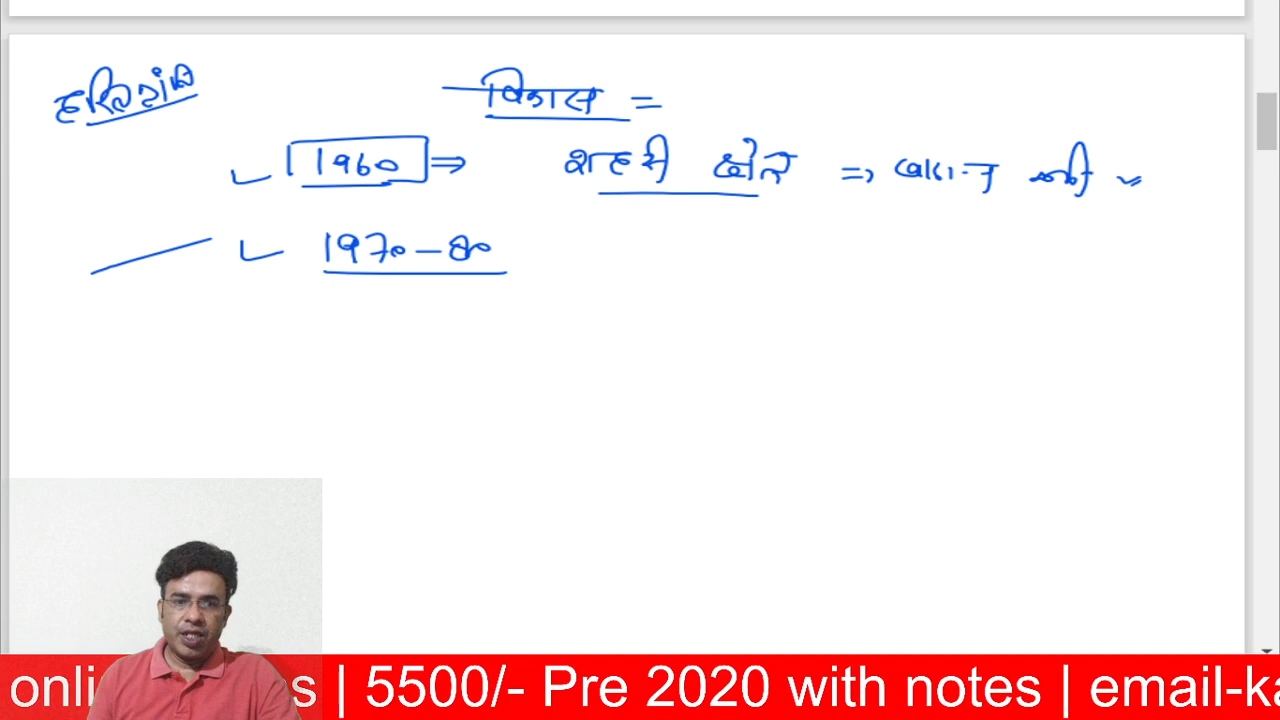 हरित क्रांति विकास =
1960 ⇒ शहरी क्षेत्र ⇒ की
1970-80
onli s | 5500/- Pre 2020 with notes | email-ka